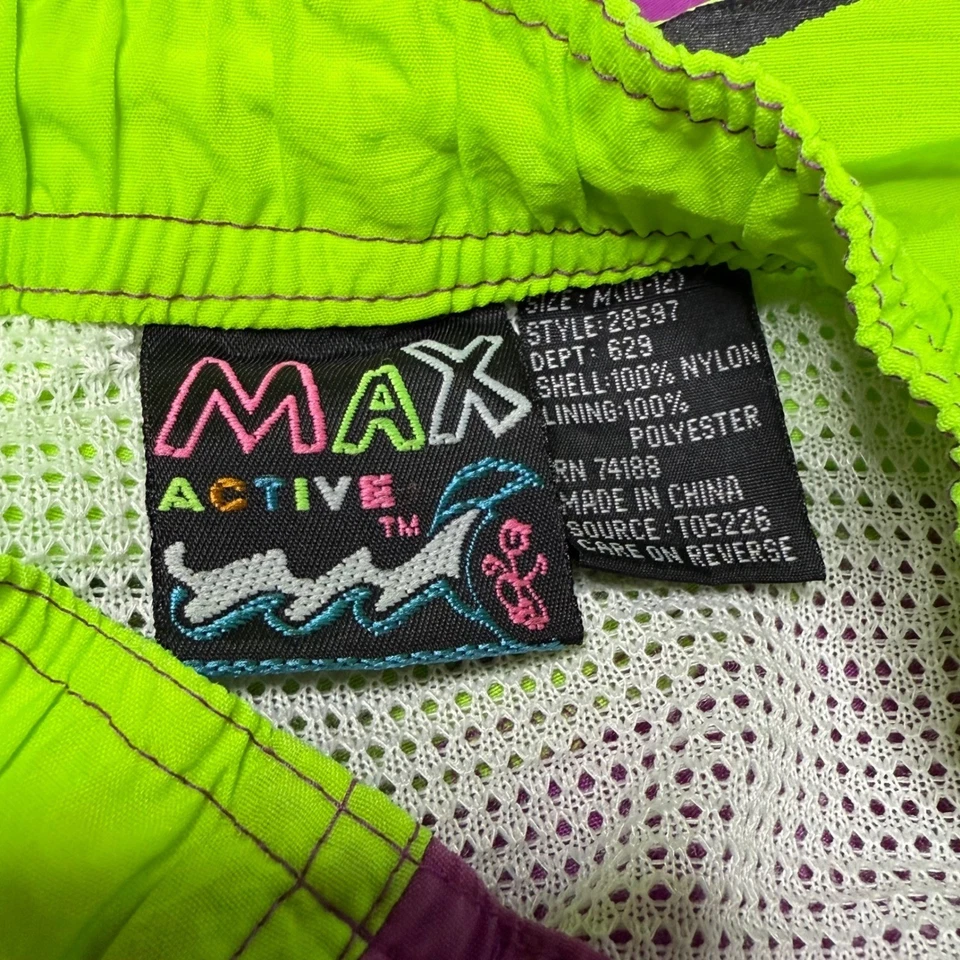 MAX
ACTIVE
TM
SIZE: M(10-12)
STYLE:28597
DEPT: 629
SHELL:100% NYLON
LINING:100%
POLYESTER
RN 74188
MADE IN CHINA
SOURCE: T05226
CARE ON REVERSE